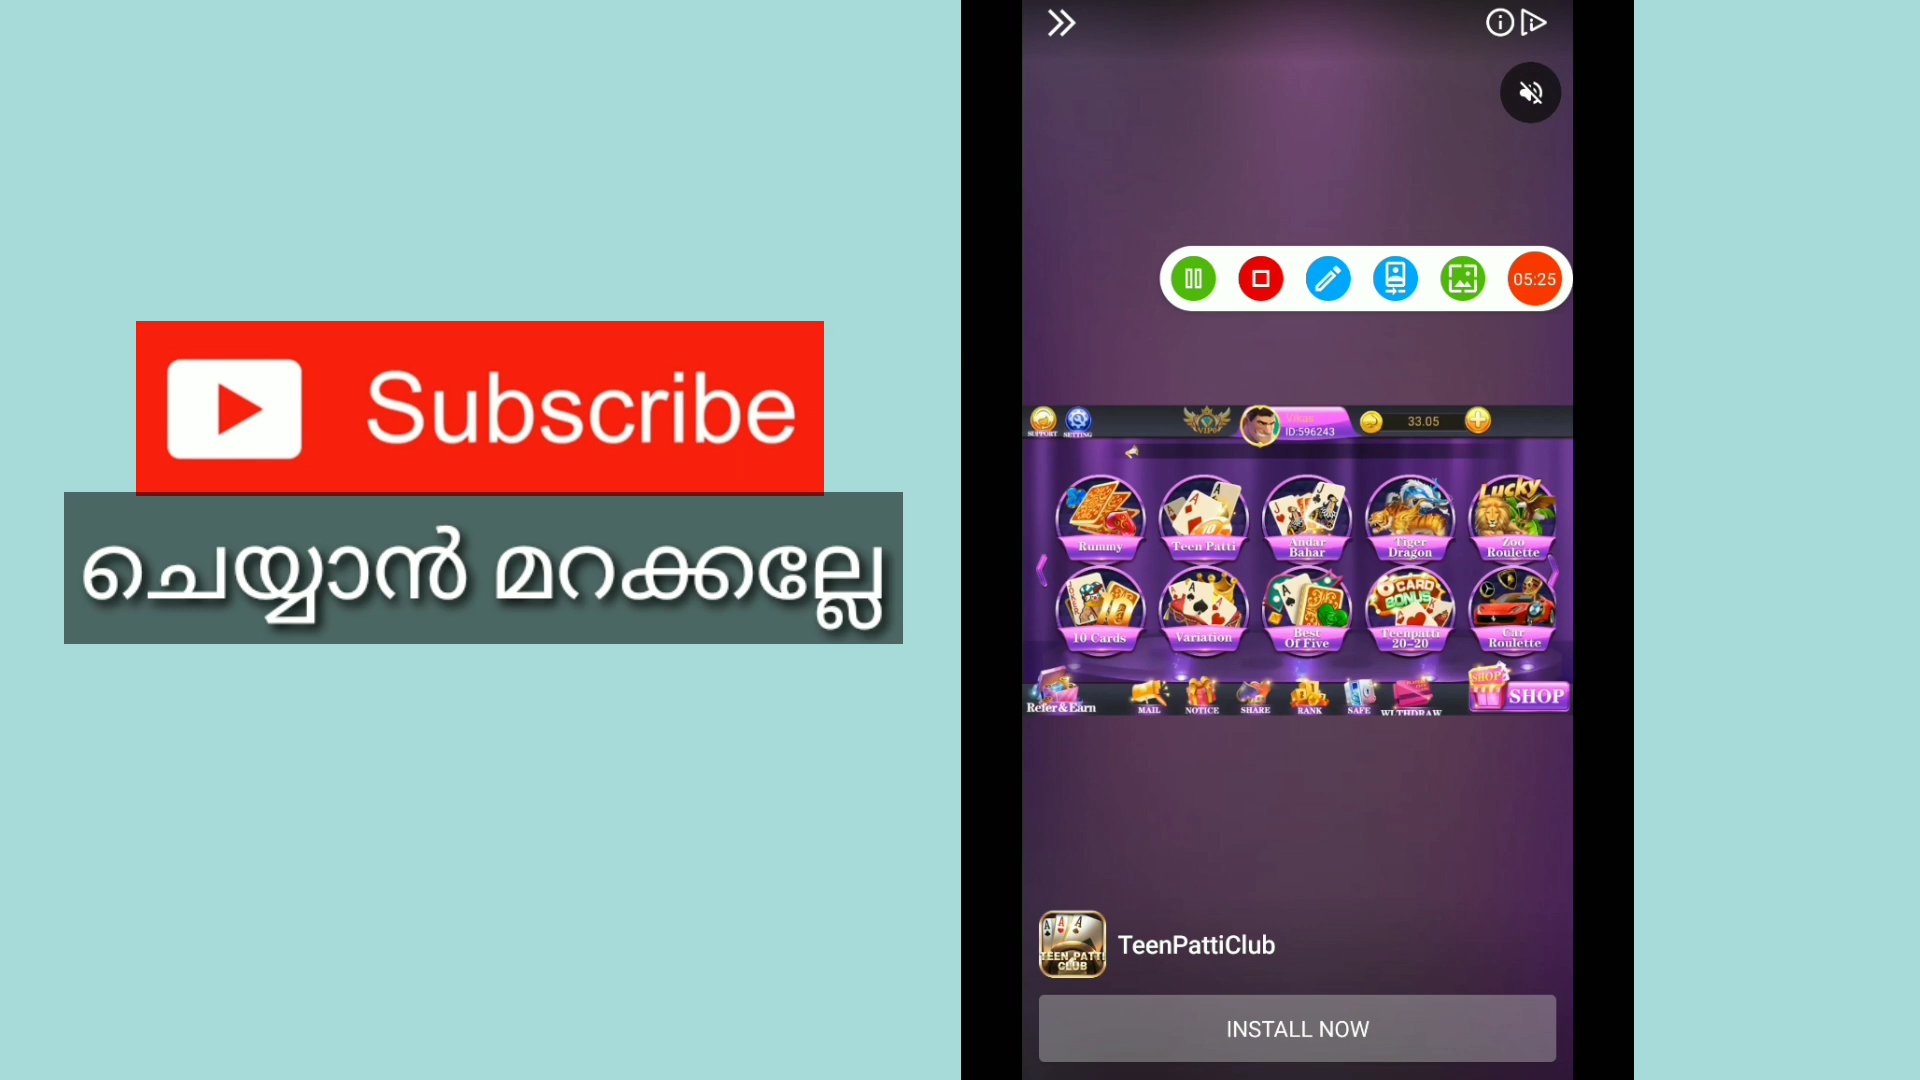 Subscribe
ചെയ്യാൻ മറക്കല്ലേ
05:25
SUPPORT
SETTING
VIP0
Vikas
ID:596243
33.05
Rummy
Teen Patti
Andar
Bahar
Tiger
Dragon
Lucky
Zoo
Roulette
10 Cards
Variation
Best
Of Five
6 CARD
BONUS
Teenpatti
20-20
Car
Roulette
Refer&Earn
MAIL
NOTICE
SHARE
RANK
SAFE
WITHDRAW
SHOP
SHOP
TEEN PATTI
CLUB
TeenPattiClub
INSTALL NOW